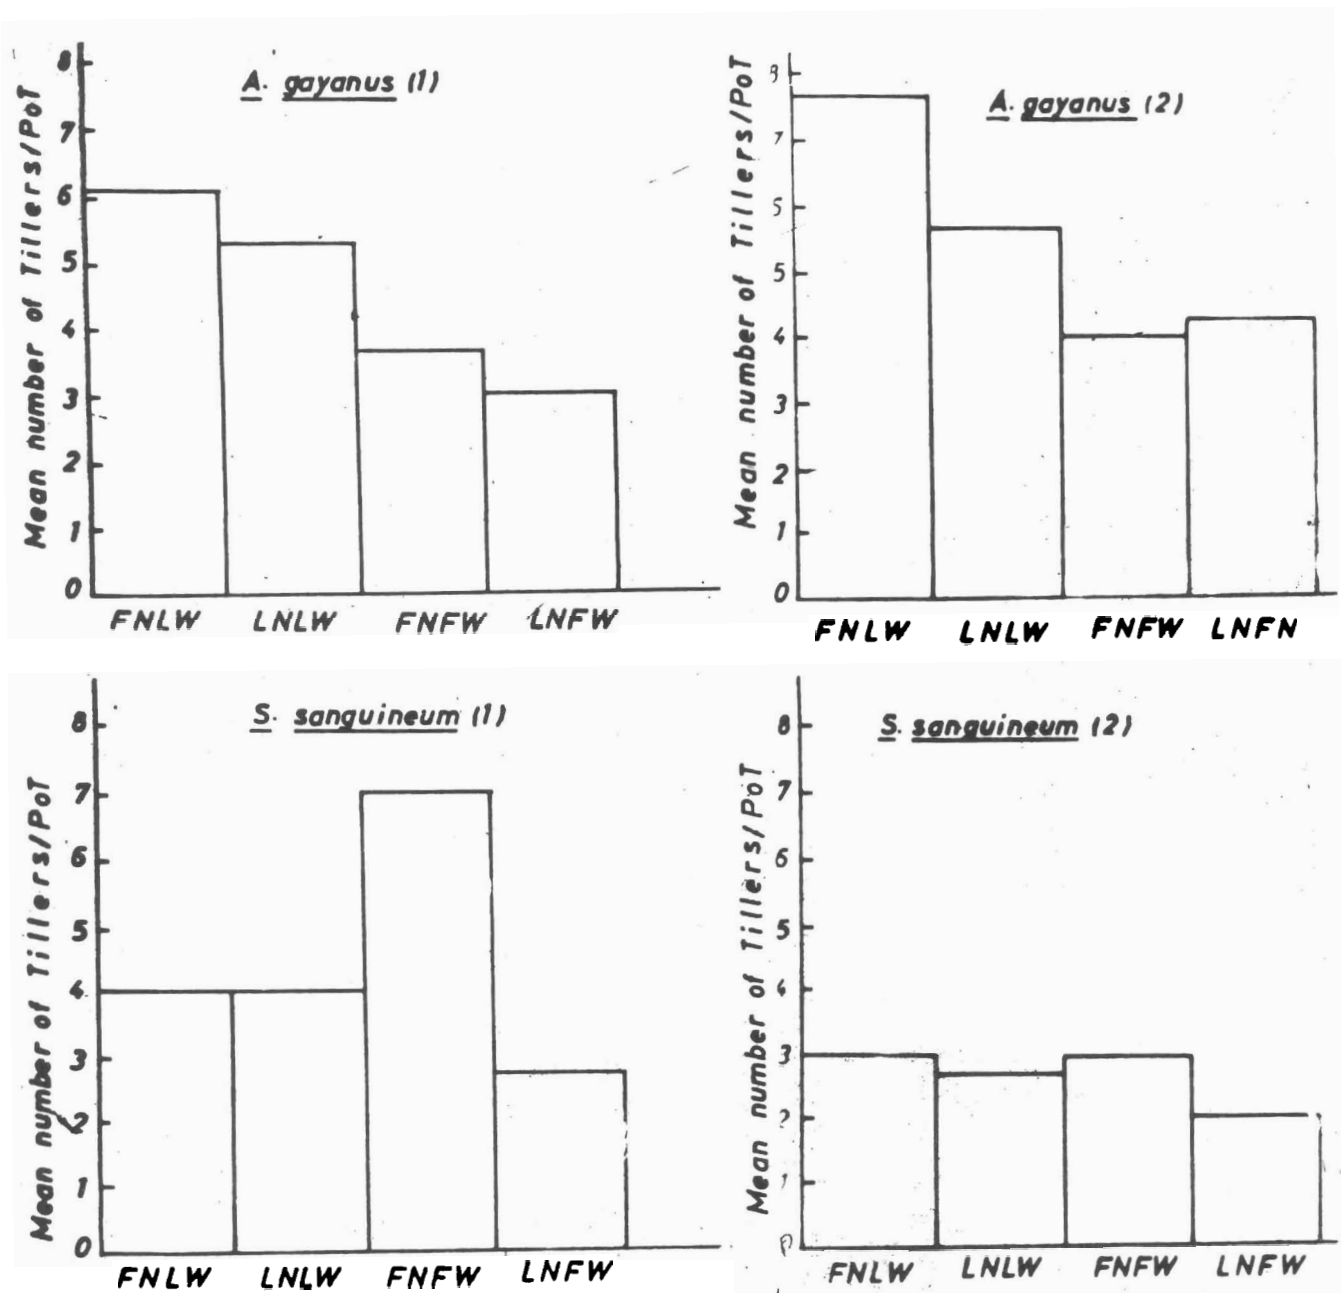 A. gayanus (1)
Mean number of Tillers/PoT
8
7
6
5
4
3
2
1
0
FNLW LNLW FNFW LNFW
A. gayanus (2)
Mean number of Tillers/PoT
8
7
5
5
4
3
2
1
0
FNLW LNLW FNFW LNFN
S. sanguineum (1)
Mean number of Tillers/PoT
8
7
6
5
4
3
2
1
0
FNLW LNLW FNFW LNFW
S. sanguineum (2)
Mean number of Tillers/PoT
8
7
6
5
4
3
2
1
FNLW LNLW FNFW LNFW